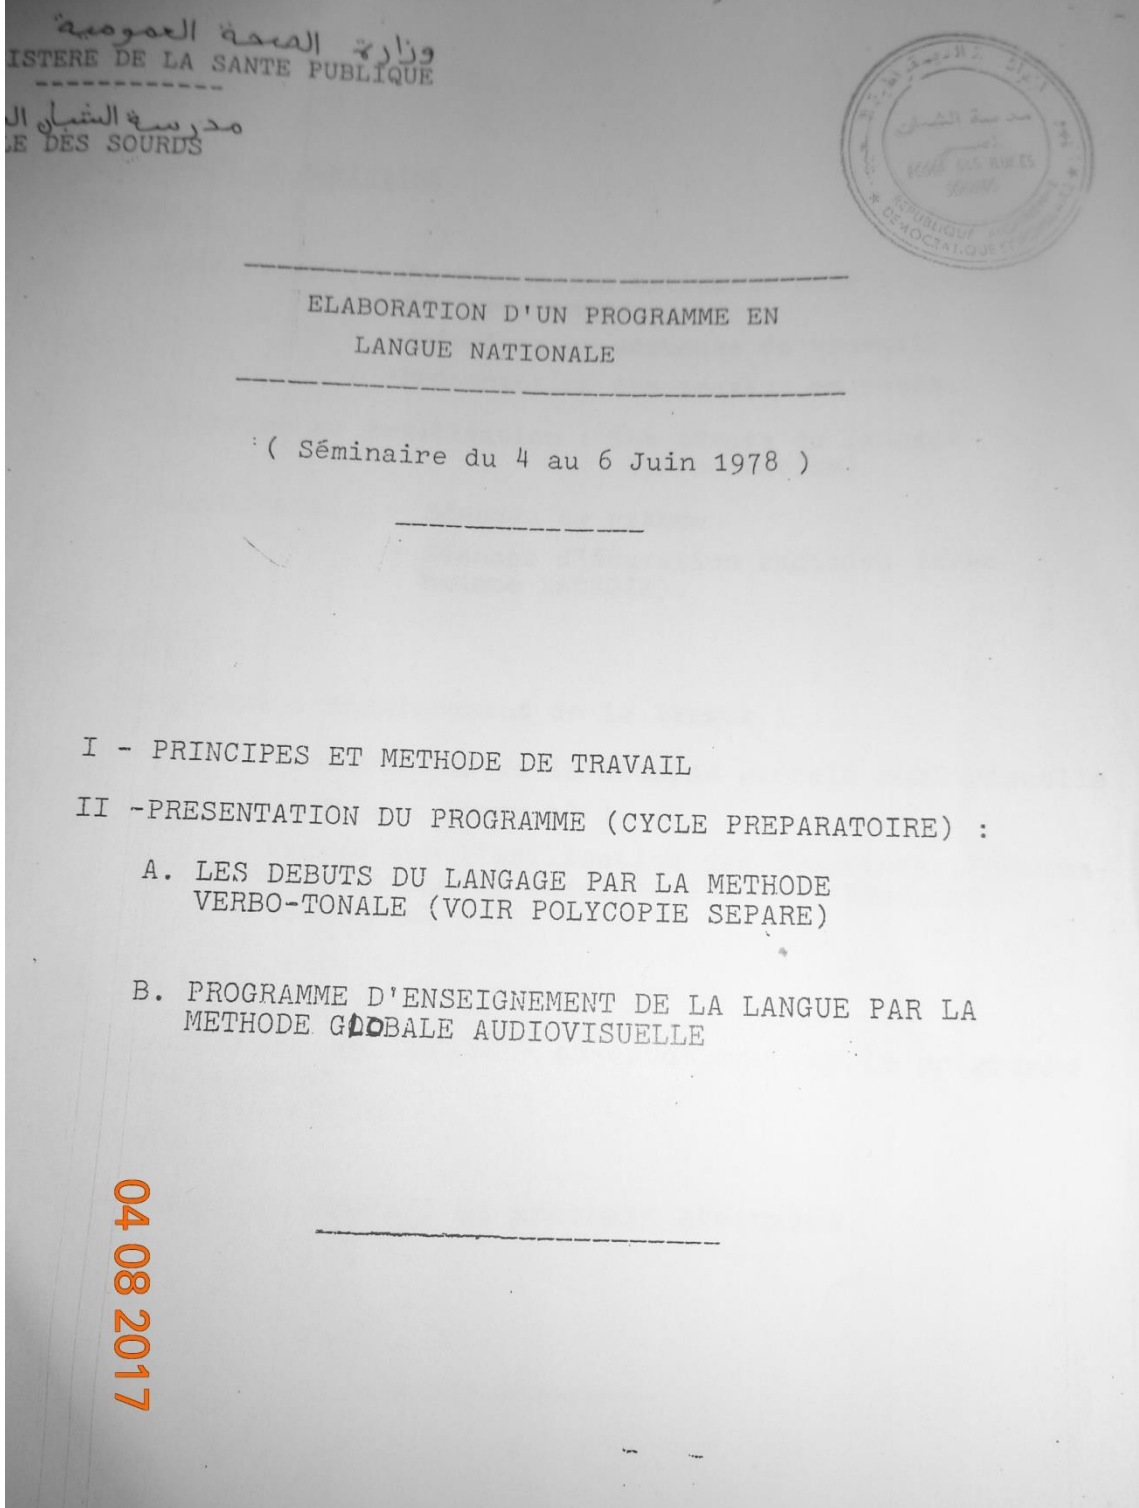 وزارة الصحة العمومية
ISTERE DE LA SANTE PUBLIQUE
مدرسة الشبان
LE DES SOURDS
ELABORATION D'UN PROGRAMME EN
LANGUE NATIONALE
( Séminaire du 4 au 6 Juin 1978 )
I - PRINCIPES ET METHODE DE TRAVAIL
II -PRESENTATION DU PROGRAMME (CYCLE PREPARATOIRE) :
A. LES DEBUTS DU LANGAGE PAR LA METHODE
VERBO-TONALE (VOIR POLYCOPIE SEPARE)
B. PROGRAMME D'ENSEIGNEMENT DE LA LANGUE PAR LA
METHODE GLOBALE AUDIOVISUELLE
04 08 2017